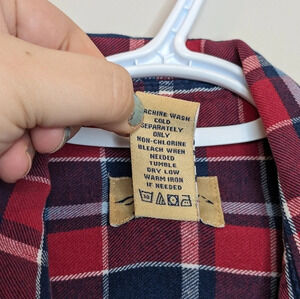 MACHINE WASH
COLD
SEPARATELY
ONLY
NON-CHLORINE
BLEACH WHEN
NEEDED
TUMBLE
DRY LOW
WARM IRON
IF NEEDED